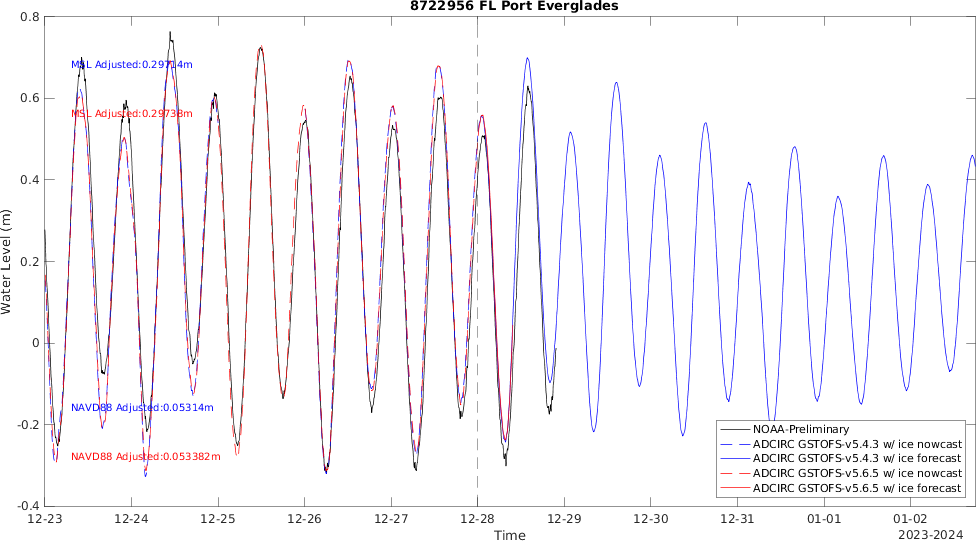 8722956 FL Port Everglades
Water Level (m)
0.8
0.6
0.4
0.2
0
-0.2
-0.4
MSL Adjusted:0.29714m
MSL Adjusted:0.29738m
NAVD88 Adjusted:0.05314m
NAVD88 Adjusted:0.053382m
NOAA-Preliminary
ADCIRC GSTOFS-v5.4.3 w/ ice nowcast
ADCIRC GSTOFS-v5.4.3 w/ ice forecast
ADCIRC GSTOFS-v5.6.5 w/ ice nowcast
ADCIRC GSTOFS-v5.6.5 w/ ice forecast
12-23 12-24 12-25 12-26 12-27 12-28 12-29 12-30 12-31 01-01 01-02
Time
2023-2024